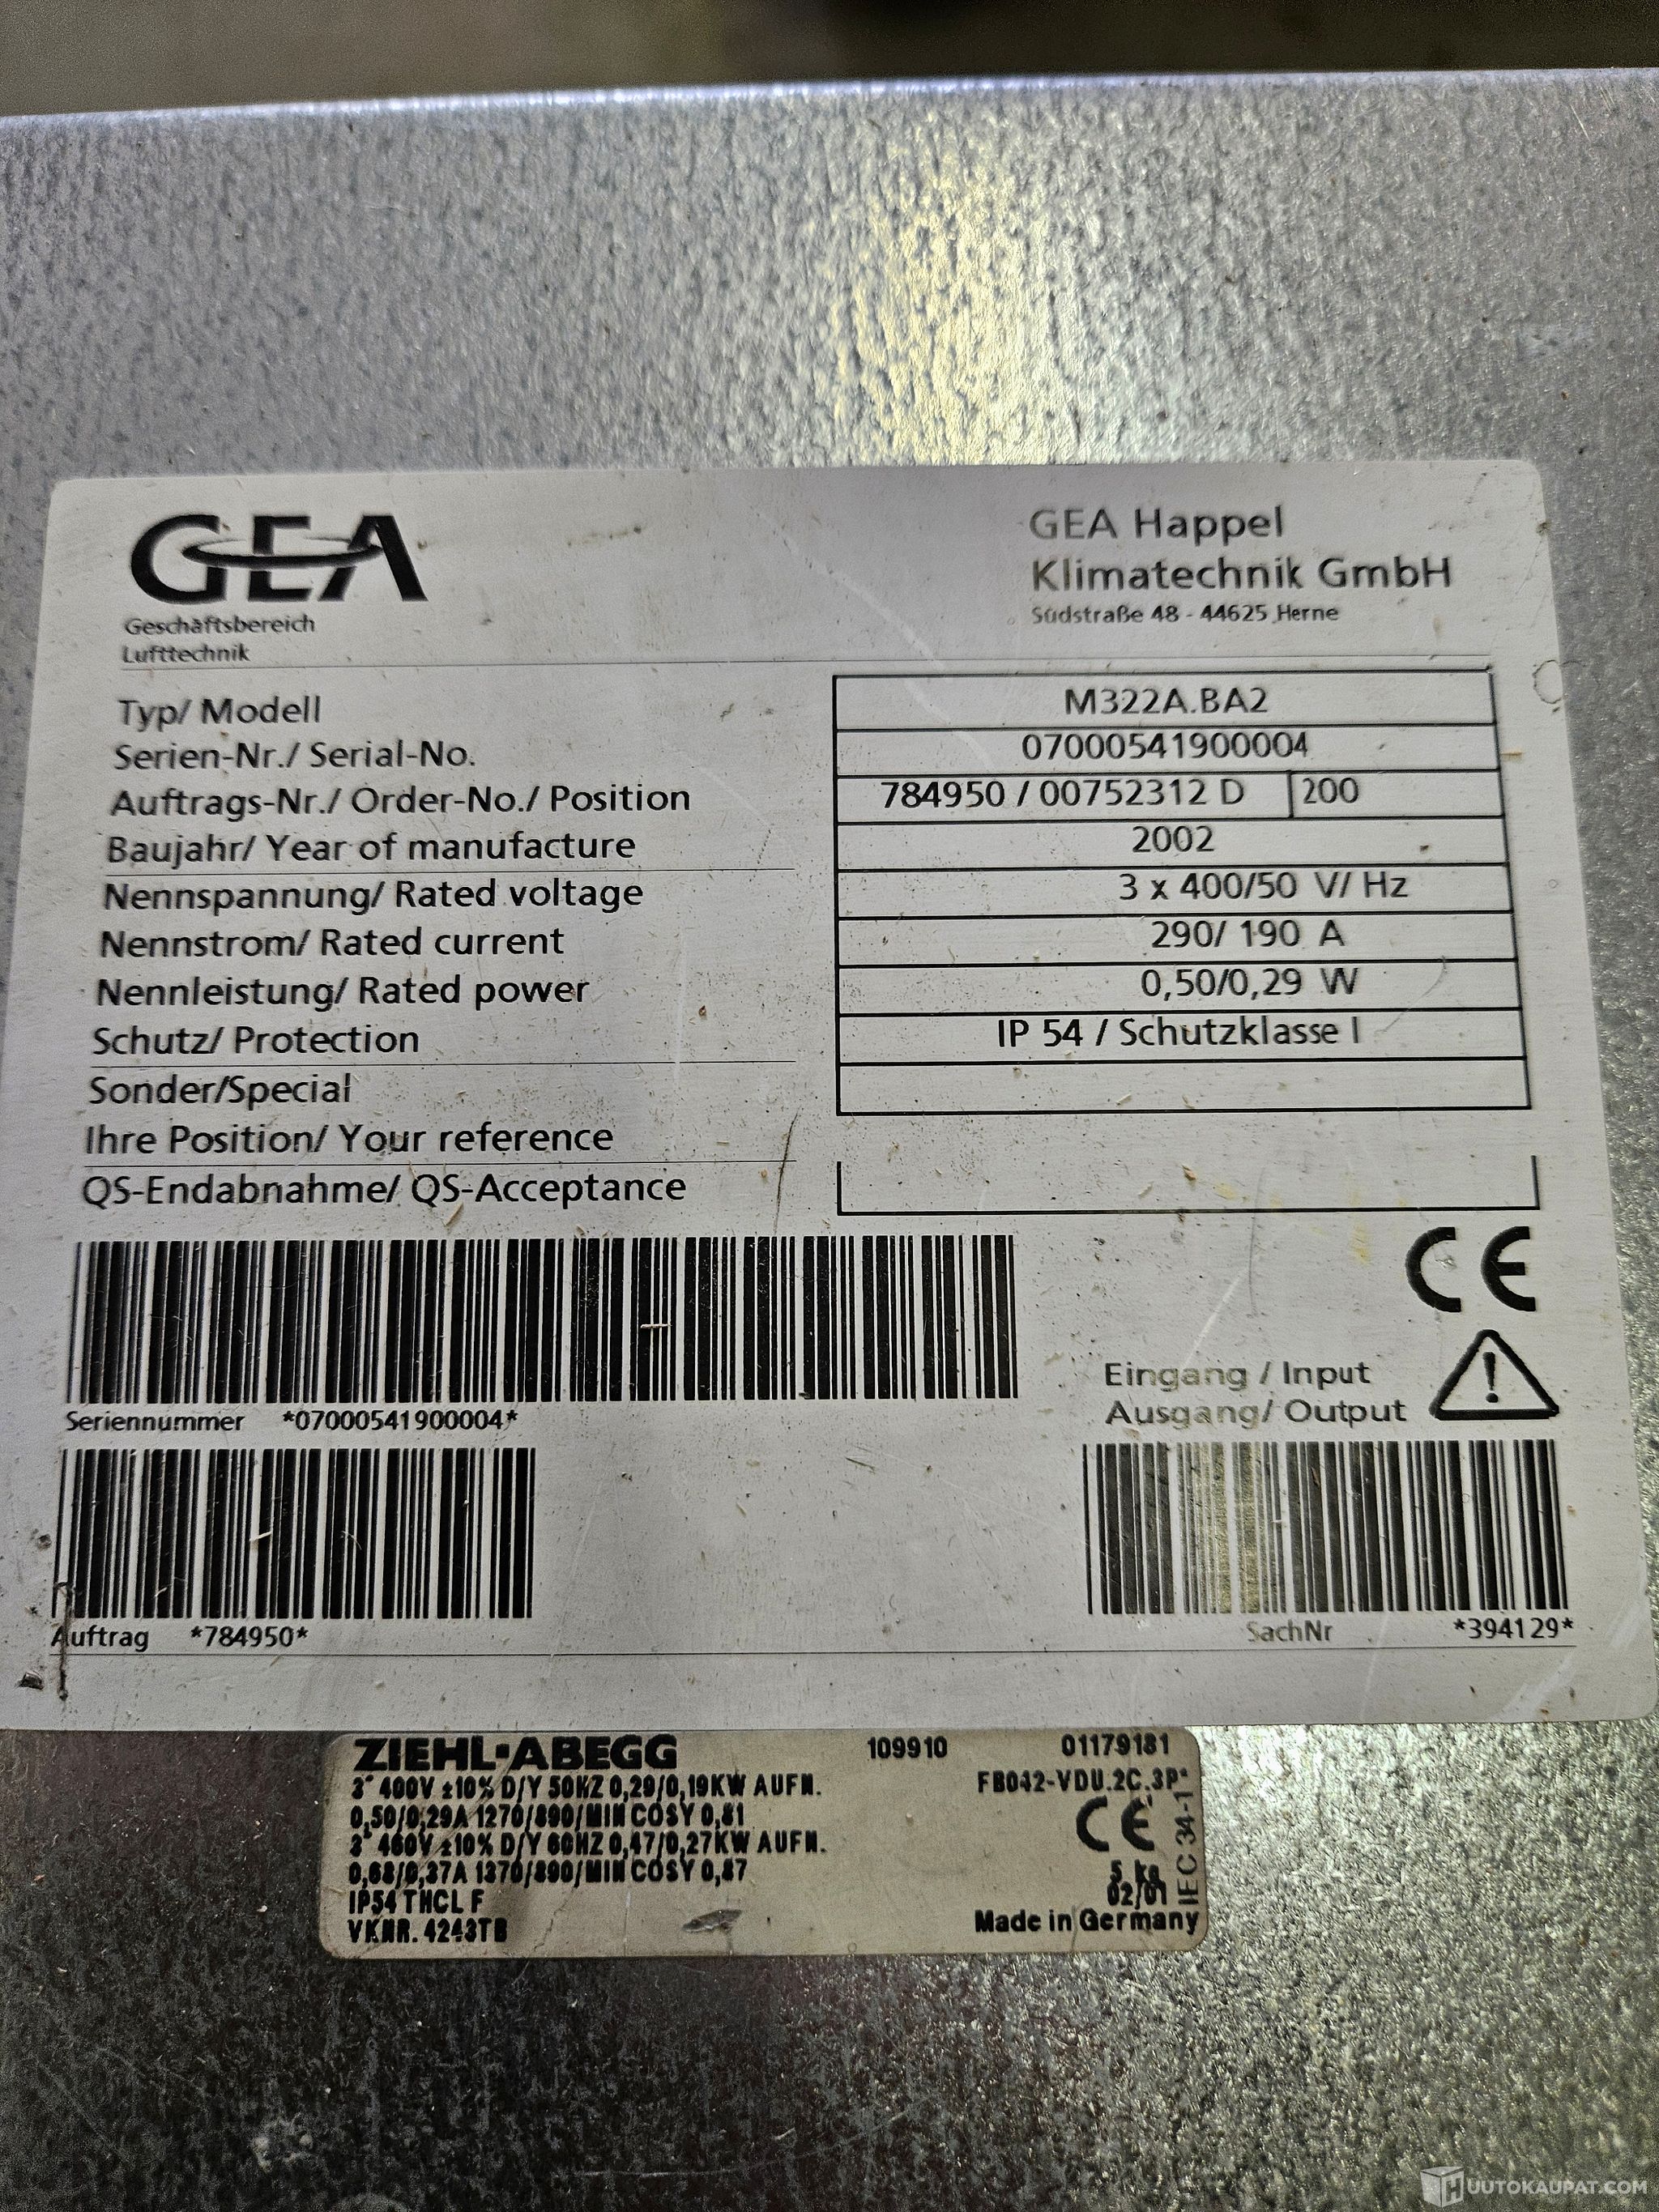 GEA
Geschäftsbereich
Lufttechnik
GEA Happel
Klimatechnik GmbH
Südstraße 48 - 44625 Herne
Typ/ Modell M322A.BA2
Serien-Nr./ Serial-No. 07000541900004
Auftrags-Nr./ Order-No./ Position 784950 / 00752312 D 200
Baujahr/ Year of manufacture 2002
Nennspannung/ Rated voltage 3 x 400/50 V/ Hz
Nennstrom/ Rated current 290/ 190 A
Nennleistung/ Rated power 0,50/0,29 W
Schutz/ Protection IP 54 / Schutzklasse I
Sonder/Special
Ihre Position/ Your reference
QS-Endabnahme/ QS-Acceptance
CE
Eingang / Input
Ausgang/ Output
Seriennummer *07000541900004*
Auftrag *784950*
SachNr *394129*
ZIEHL-ABEGG 109910 01179181
3~ 400V ±10% D/Y 50HZ 0,29/0,19KW AUFN. FB042-VDU.2C.3P*
0,50/0,29A 1270/890/MIN COSY 0,81
3~ 460V ±10% D/Y 60HZ 0,47/0,27KW AUFN.
0,68/0,37A 1370/890/MIN COSY 0,87
IP54 THCL F
VKNR. 4243TB
CE
IEC 34-1
5 kg
02/01
Made in Germany
HUUTOKAUPAT.COM